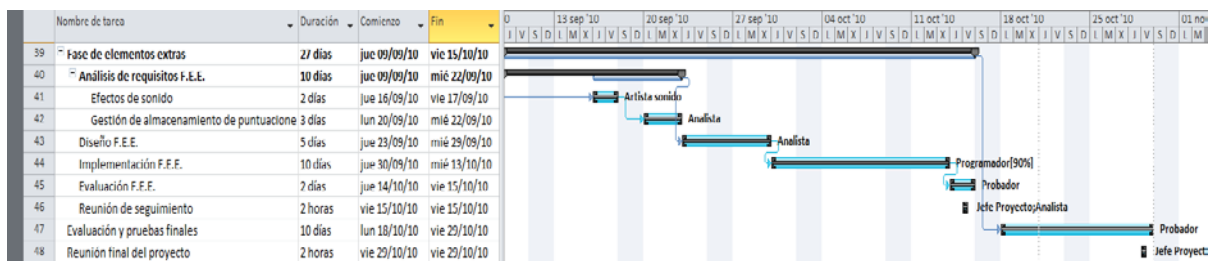 Nombre de tarea Duración Comienzo Fin
13 sep '10 20 sep '10 27 sep '10 04 oct '10 11 oct '10 18 oct '10 25 oct '10 01 nov
J V S D L M X J V S D L M X J V S D L M X J V S D L M X J V S D L M X J V S D L M X J V S D L M X J V S D L M
39 Fase de elementos extras 27 días jue 09/09/10 vie 15/10/10
40 Análisis de requisitos F.E.E. 10 días jue 09/09/10 mié 22/09/10
41 Efectos de sonido 2 días jue 16/09/10 vie 17/09/10 Artista sonido
42 Gestión de almacenamiento de puntuacione 3 días lun 20/09/10 mié 22/09/10 Analista
43 Diseño F.E.E. 5 días jue 23/09/10 mié 29/09/10 Analista
44 Implementación F.E.E. 10 días jue 30/09/10 mié 13/10/10 Programador[90%]
45 Evaluación F.E.E. 2 días jue 14/10/10 vie 15/10/10 Probador
46 Reunión de seguimiento 2 horas vie 15/10/10 vie 15/10/10 Jefe Proyecto;Analista
47 Evaluación y pruebas finales 10 días lun 18/10/10 vie 29/10/10 Probador
48 Reunión final del proyecto 2 horas vie 29/10/10 vie 29/10/10 Jefe Proyect